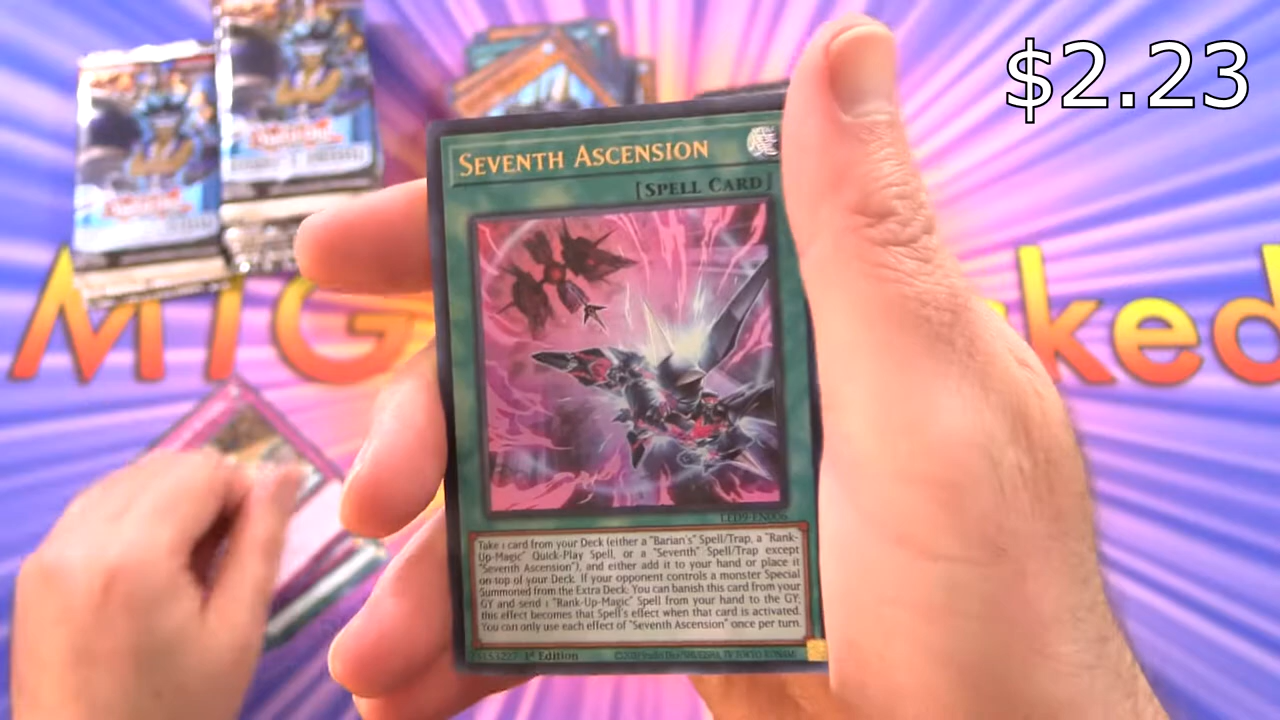 $2.23
SEVENTH ASCENSION
[SPELL CARD]
LED9-EN006
Take 1 card from your Deck (either a "Barian's" Spell/Trap, a "Rank-
Up-Magic" Quick-Play Spell, or a "Seventh" Spell/Trap except
"Seventh Ascension"), and either add it to your hand or place it
on top of your Deck. If your opponent controls a monster Special
Summoned from the Extra Deck: You can banish this card from your
GY and send 1 "Rank-Up-Magic" Spell from your hand to the GY;
this effect becomes that Spell's effect when that card is activated.
You can only use each effect of "Seventh Ascension" once per turn.
1st Edition
MTG
ked